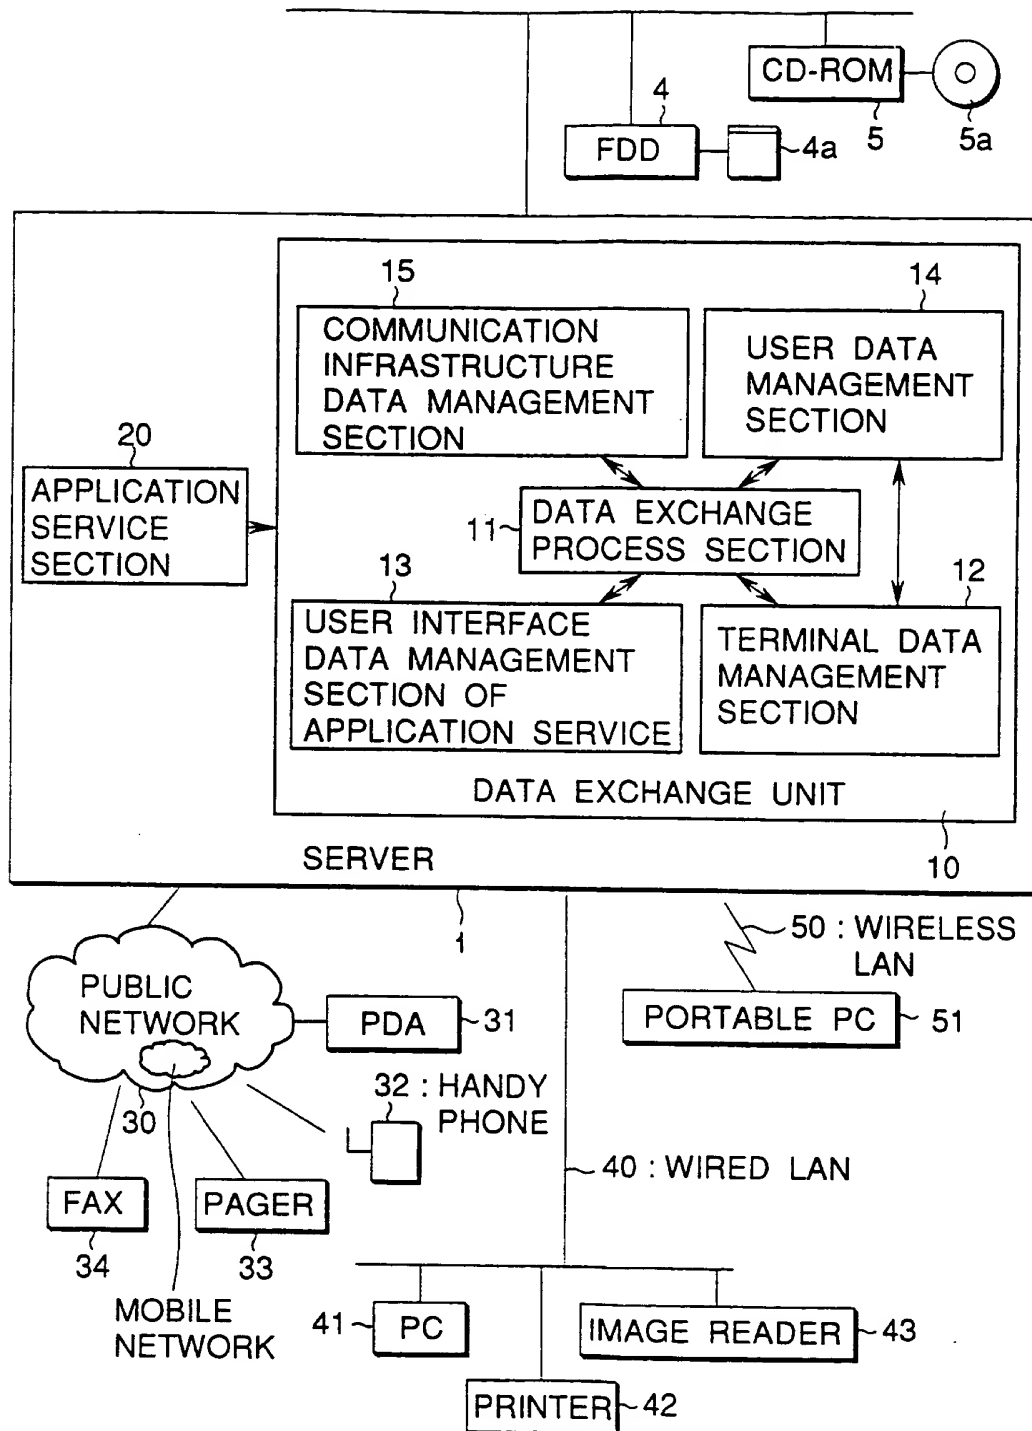 CD-ROM
5
5a
4
FDD
4a
15
COMMUNICATION
INFRASTRUCTURE
DATA MANAGEMENT
SECTION
14
USER DATA
MANAGEMENT
SECTION
20
APPLICATION
SERVICE
SECTION
11
DATA EXCHANGE
PROCESS SECTION
13
USER INTERFACE
DATA MANAGEMENT
SECTION OF
APPLICATION SERVICE
12
TERMINAL DATA
MANAGEMENT
SECTION
DATA EXCHANGE UNIT
10
SERVER
1
PUBLIC
NETWORK
30
PDA
31
32 : HANDY
PHONE
50 : WIRELESS
LAN
PORTABLE PC
51
FAX
34
PAGER
33
MOBILE
NETWORK
40 : WIRED LAN
41
PC
IMAGE READER
43
PRINTER
42